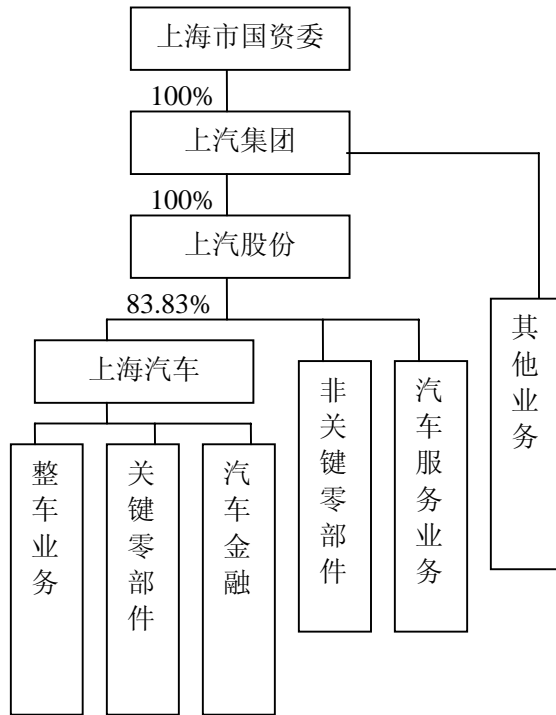 上海市国资委
100%
上汽集团
100%
上汽股份
83.83%
上海汽车
整车业务
关键零部件
汽车金融
非关键零部件
汽车服务业务
其他业务